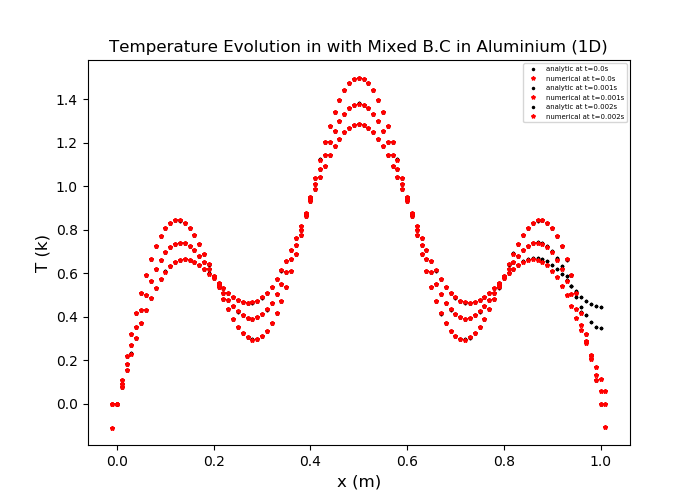 Temperature Evolution in with Mixed B.C in Aluminium (1D)
analytic at t=0.0s
numerical at t=0.0s
analytic at t=0.001s
numerical at t=0.001s
analytic at t=0.002s
numerical at t=0.002s
T (k)
1.4
1.2
1.0
0.8
0.6
0.4
0.2
0.0
0.0 0.2 0.4 0.6 0.8 1.0
x (m)